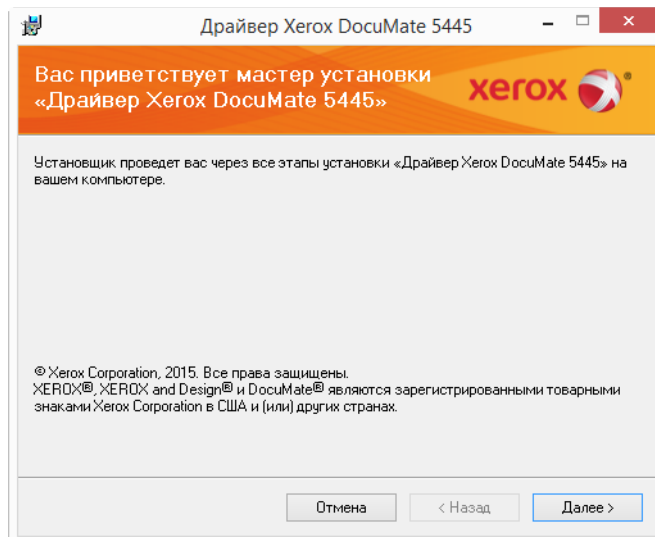 Драйвер Xerox DocuMate 5445
Вас приветствует мастер установки
«Драйвер Xerox DocuMate 5445»
xerox
Установщик проведет вас через все этапы установки «Драйвер Xerox DocuMate 5445» на
вашем компьютере.
© Xerox Corporation, 2015. Все права защищены.
XEROX®, XEROX and Design® и DocuMate® являются зарегистрированными товарными
знаками Xerox Corporation в США и (или) других странах.
Отмена
< Назад
Далее >